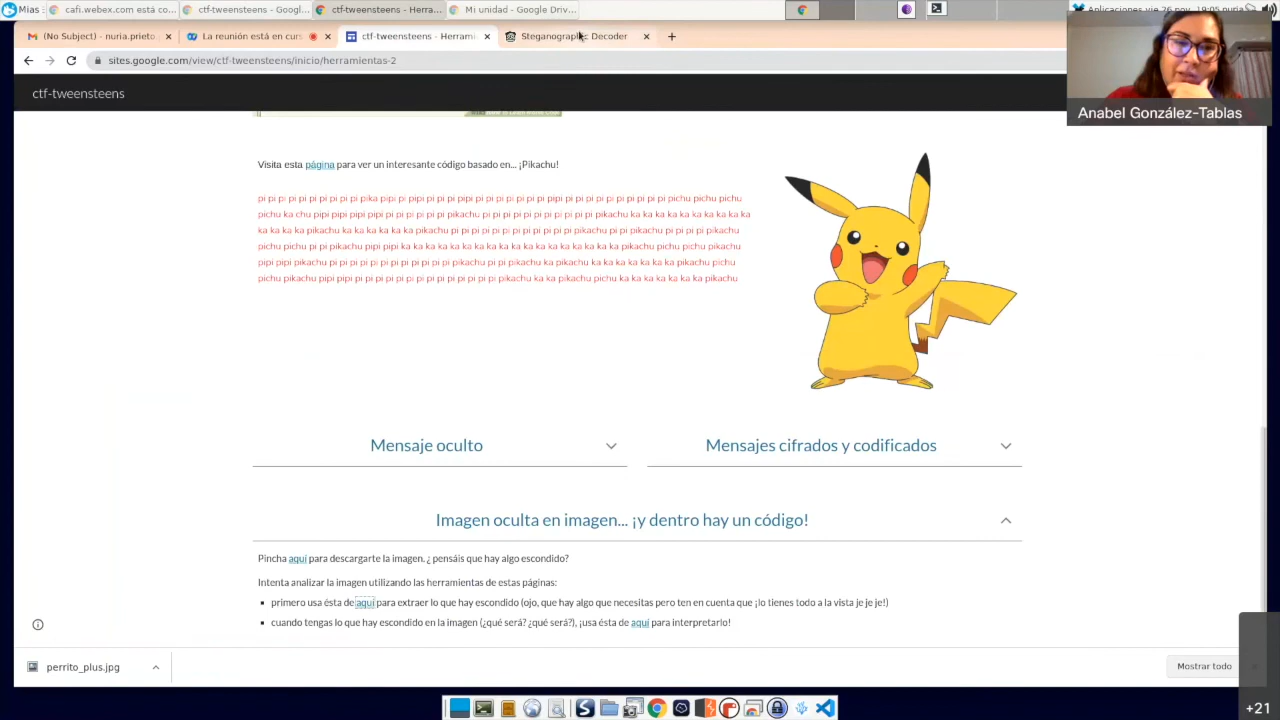 Mias
cafi.webex.com está co...
ctf-tweensteens - Googl...
ctf-tweensteens - Herra...
Mi unidad - Google Driv...
Aplicaciones vie 26 nov, 19:05 nuria
(No Subject) - nuria.prieto
La reunión está en curs
ctf-tweensteens - Herrami
Steganographic Decoder
sites.google.com/view/ctf-tweensteens/inicio/herramientas-2
Anabel González-Tablas
ctf-tweensteens
Visita esta página para ver un interesante código basado en... ¡Pikachu!
pi pi pi pi pi pi pi pi pi pi pika pipi pi pipi pi pi pi pipi pi pi pi pi pi pi pi pipi pi pi pi pi pi pi pi pi pi pi pichu pichu pichu
pichu ka chu pipi pipi pipi pipi pi pi pi pi pi pi pikachu pi pi pi pi pi pi pi pi pi pi pikachu ka ka ka ka ka ka ka ka ka ka
ka ka ka ka pikachu ka ka ka ka ka ka pikachu pi pi pi pi pi pi pi pi pi pi pikachu pi pi pikachu pi pi pi pi pikachu
pichu pichu pi pi pikachu pipi pipi ka ka ka ka ka ka ka ka ka ka ka ka ka ka ka ka ka ka pikachu pichu pichu pikachu
pipi pipi pikachu pi pi pi pi pi pi pi pi pi pi pikachu pi pi pikachu ka pikachu ka ka ka ka ka ka ka pikachu pichu
pichu pikachu pipi pipi pi pi pi pi pi pi pi pi pi pi pi pi pi pikachu ka ka pikachu pichu ka ka ka ka ka ka pikachu
Mensaje oculto
Mensajes cifrados y codificados
Imagen oculta en imagen... ¡y dentro hay un código!
Pincha aquí para descargarte la imagen. ¿ pensáis que hay algo escondido?
Intenta analizar la imagen utilizando las herramientas de estas páginas:
primero usa ésta de aquí para extraer lo que hay escondido (ojo, que hay algo que necesitas pero ten en cuenta que ¡lo tienes todo a la vista je je je!)
cuando tengas lo que hay escondido en la imagen (¿qué será? ¿qué será?), ¡usa ésta de aquí para interpretarlo!
perrito_plus.jpg
Mostrar todo
+21